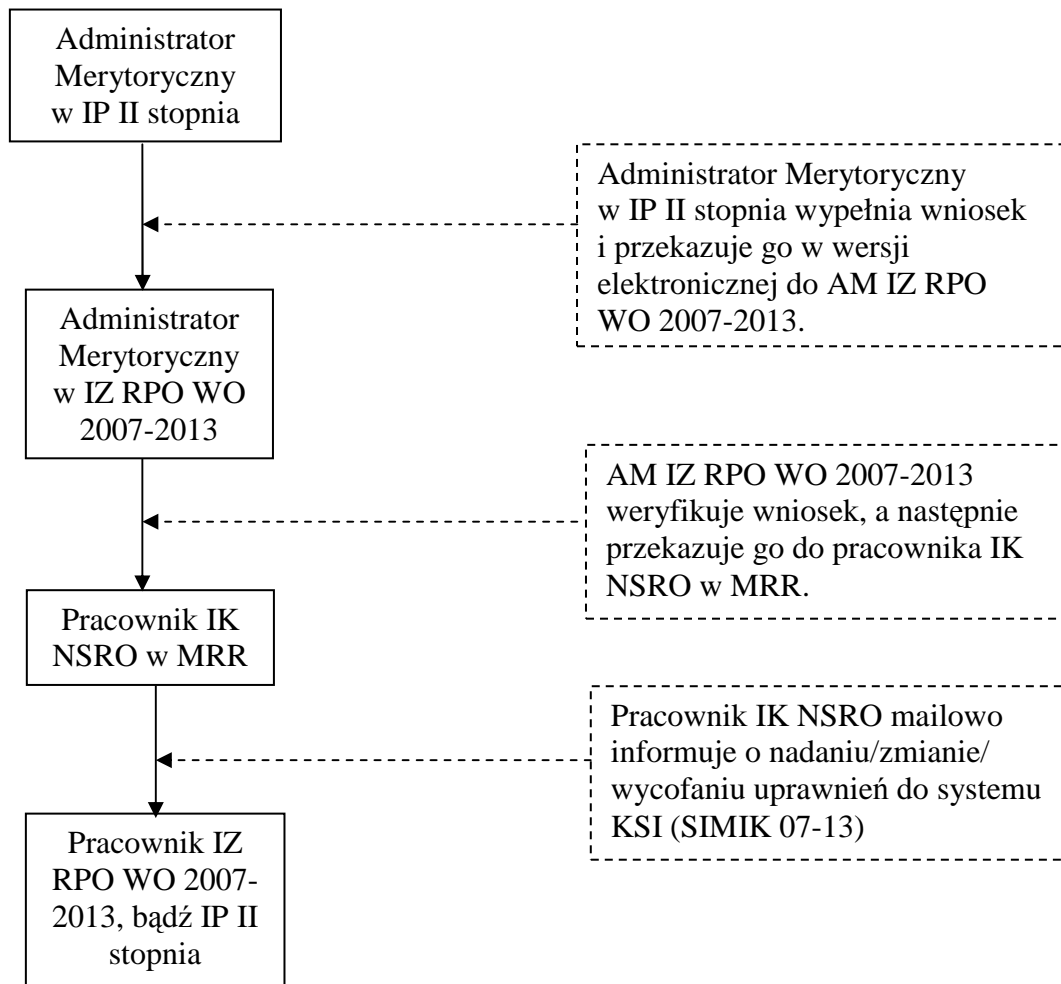 Administrator
Merytoryczny
w IP II stopnia
Administrator Merytoryczny
w IP II stopnia wypełnia wniosek
i przekazuje go w wersji
elektronicznej do AM IZ RPO
WO 2007-2013.
Administrator
Merytoryczny
w IZ RPO WO
2007-2013
AM IZ RPO WO 2007-2013
weryfikuje wniosek, a następnie
przekazuje go do pracownika IK
NSRO w MRR.
Pracownik IK
NSRO w MRR
Pracownik IK NSRO mailowo
informuje o nadaniu/zmianie/
wycofaniu uprawnień do systemu
KSI (SIMIK 07-13)
Pracownik IZ
RPO WO 2007-
2013, bądź IP II
stopnia